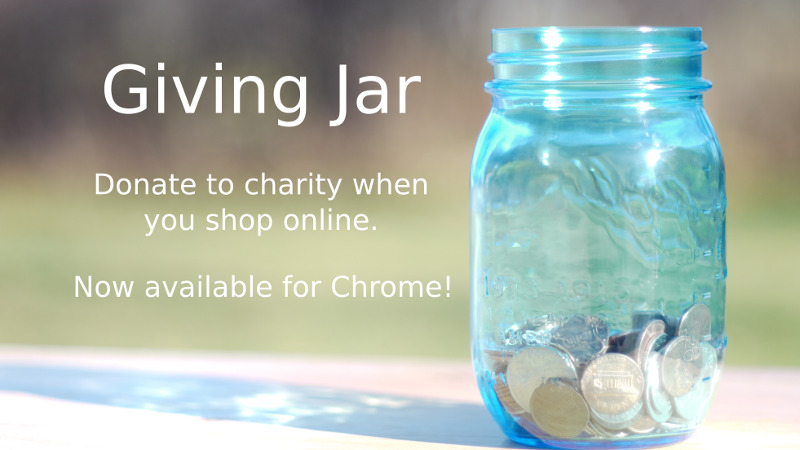 Giving Jar
Donate to charity when
you shop online.
Now available for Chrome!